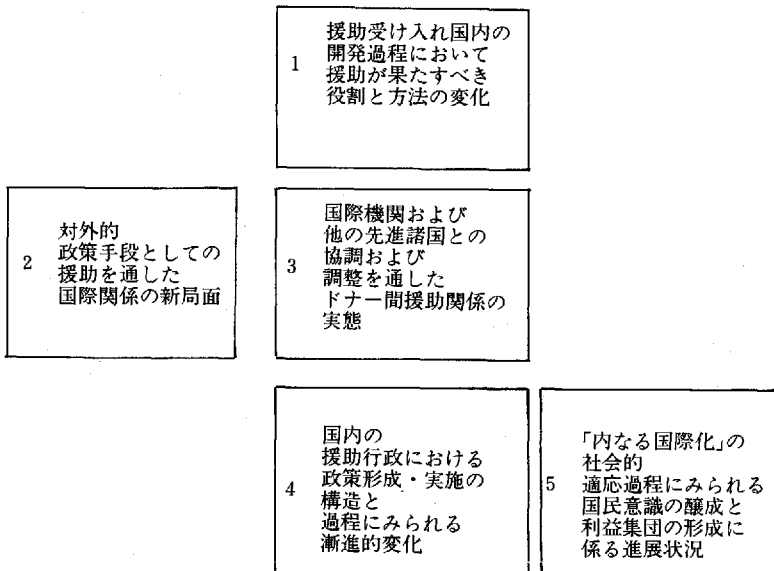 1
援助受け入れ国内の
開発過程において
援助が果たすべき
役割と方法の変化
2
対外的
政策手段としての
援助を通した
国際関係の新局面
3
国際機関および
他の先進諸国との
協調および
調整を通した
ドナー間援助関係の
実態
4
国内の
援助行政における
政策形成・実施の
構造と
過程にみられる
漸進的変化
5
「内なる国際化」の
社会的
適応過程にみられる
国民意識の醸成と
利益集団の形成に
係る進展状況